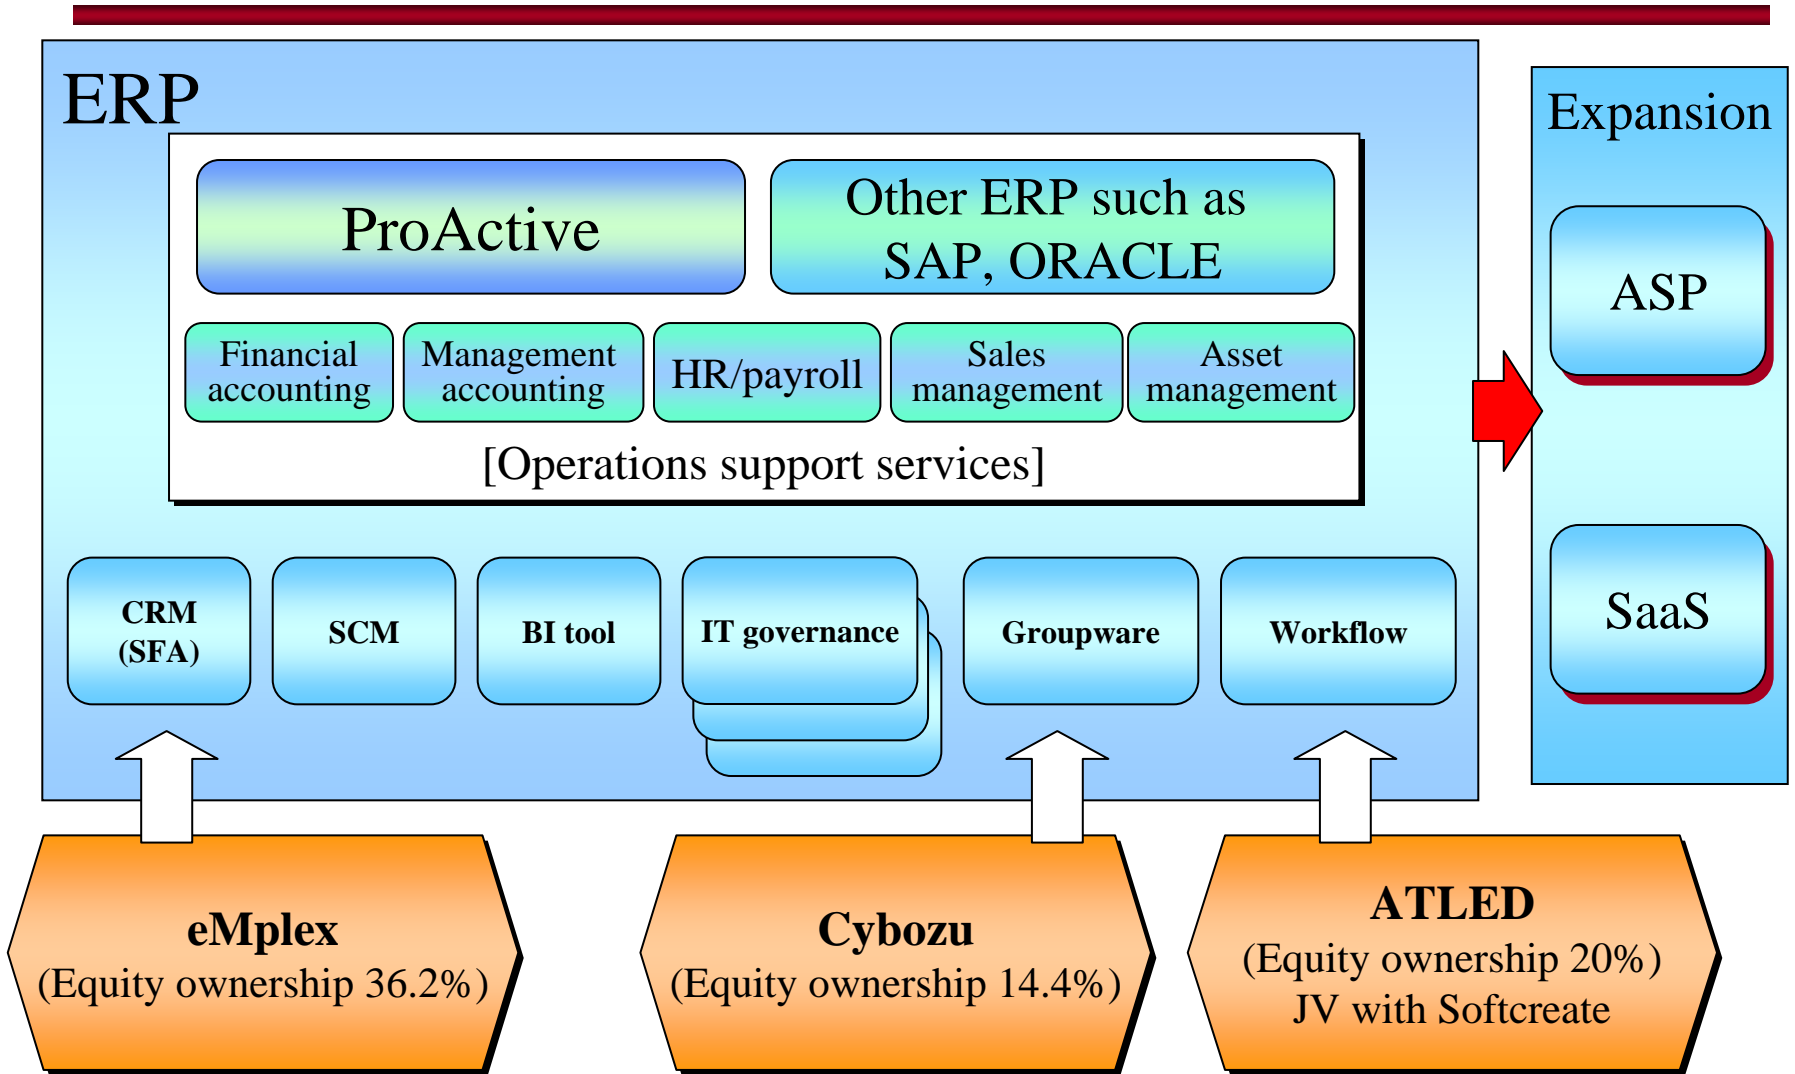 ERP
Expansion
ProActive
Other ERP such as
SAP, ORACLE
ASP
Financial
accounting
Management
accounting
HR/payroll
Sales
management
Asset
management
[Operations support services]
SaaS
CRM
(SFA)
SCM
BI tool
IT governance
Groupware
Workflow
eMplex
(Equity ownership 36.2%)
Cybozu
(Equity ownership 14.4%)
ATLED
(Equity ownership 20%)
JV with Softcreate